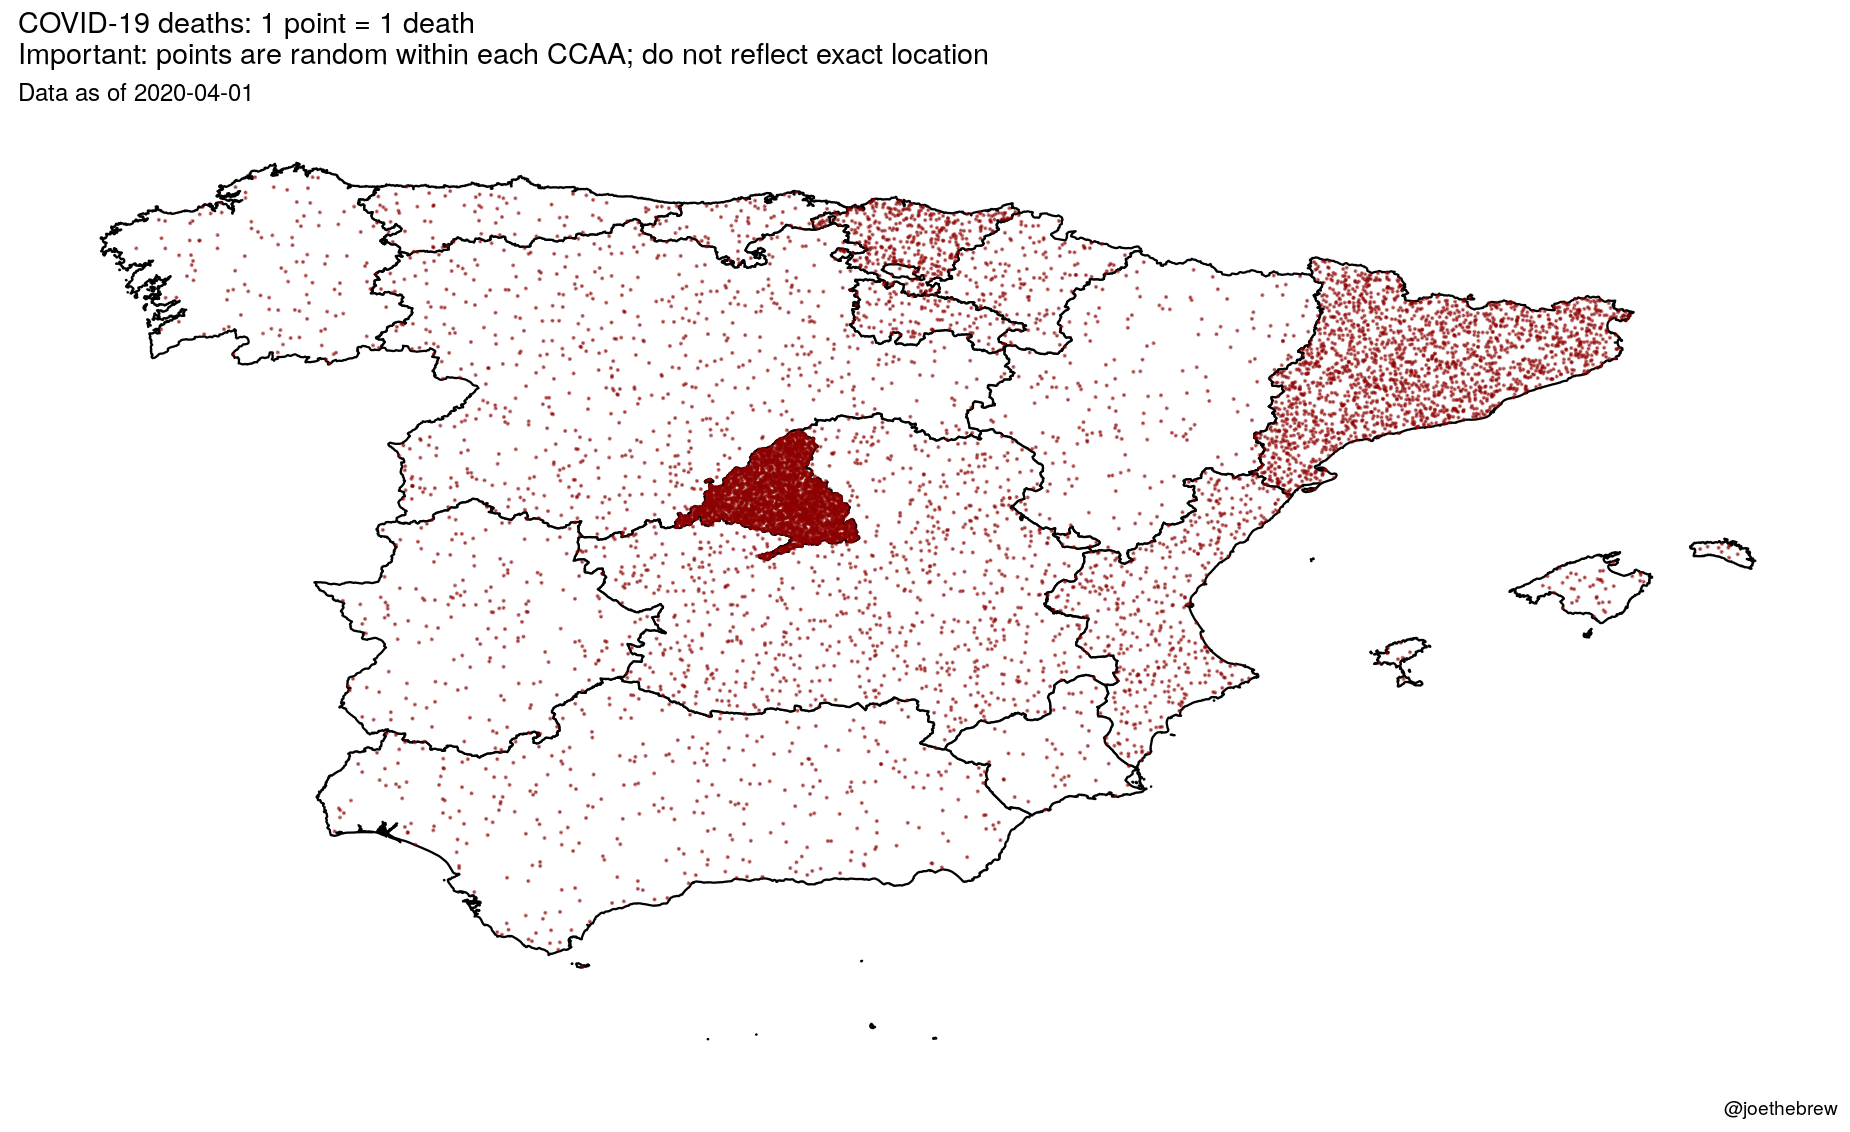 COVID-19 deaths: 1 point = 1 death
Important: points are random within each CCAA; do not reflect exact location
Data as of 2020-04-01
@joethebrew